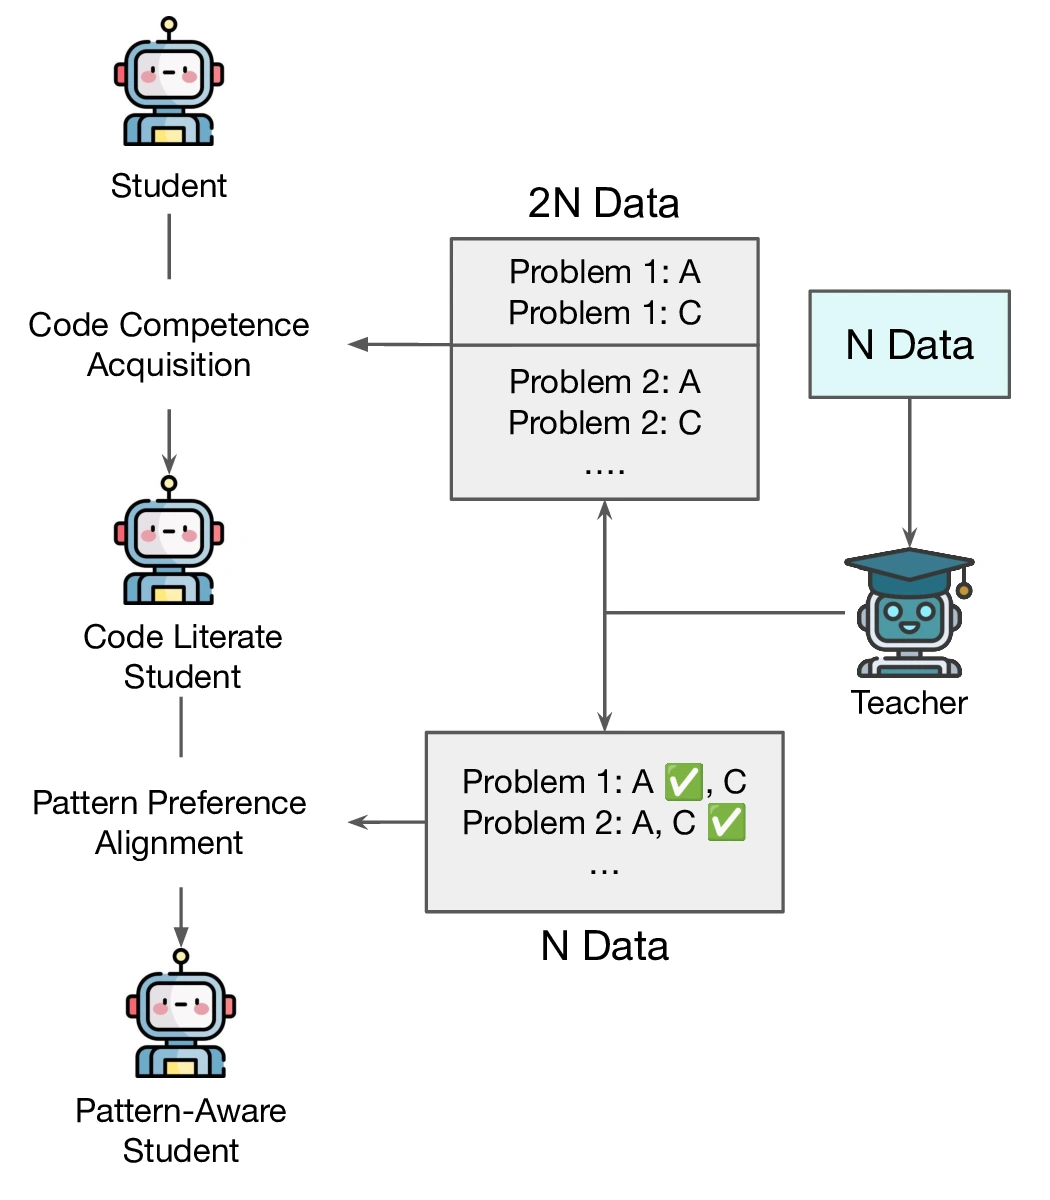 Student
2N Data
Problem 1: A
Problem 1: C
Code Competence
Acquisition
N Data
Problem 2: A
Problem 2: C
....
Code Literate
Student
Teacher
Pattern Preference
Alignment
Problem 1: A ✅, C
Problem 2: A, C ✅
...
N Data
Pattern-Aware
Student